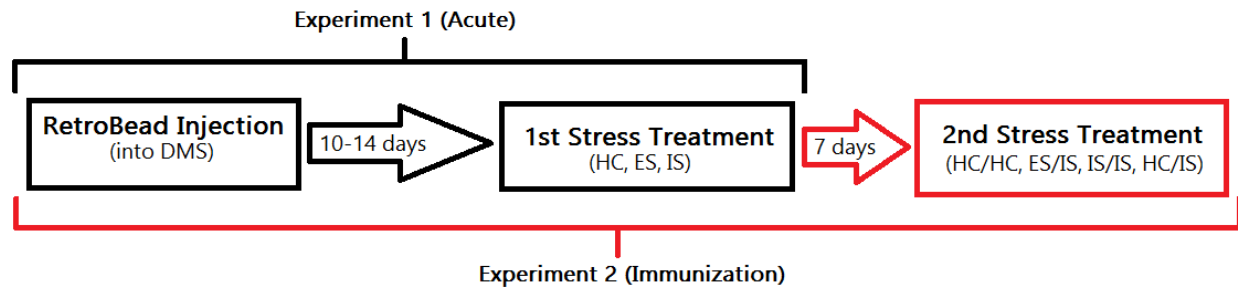 Experiment 1 (Acute)
RetroBead Injection
(into DMS)
10-14 days
1st Stress Treatment
(HC, ES, IS)
7 days
2nd Stress Treatment
(HC/HC, ES/IS, IS/IS, HC/IS)
Experiment 2 (Immunization)